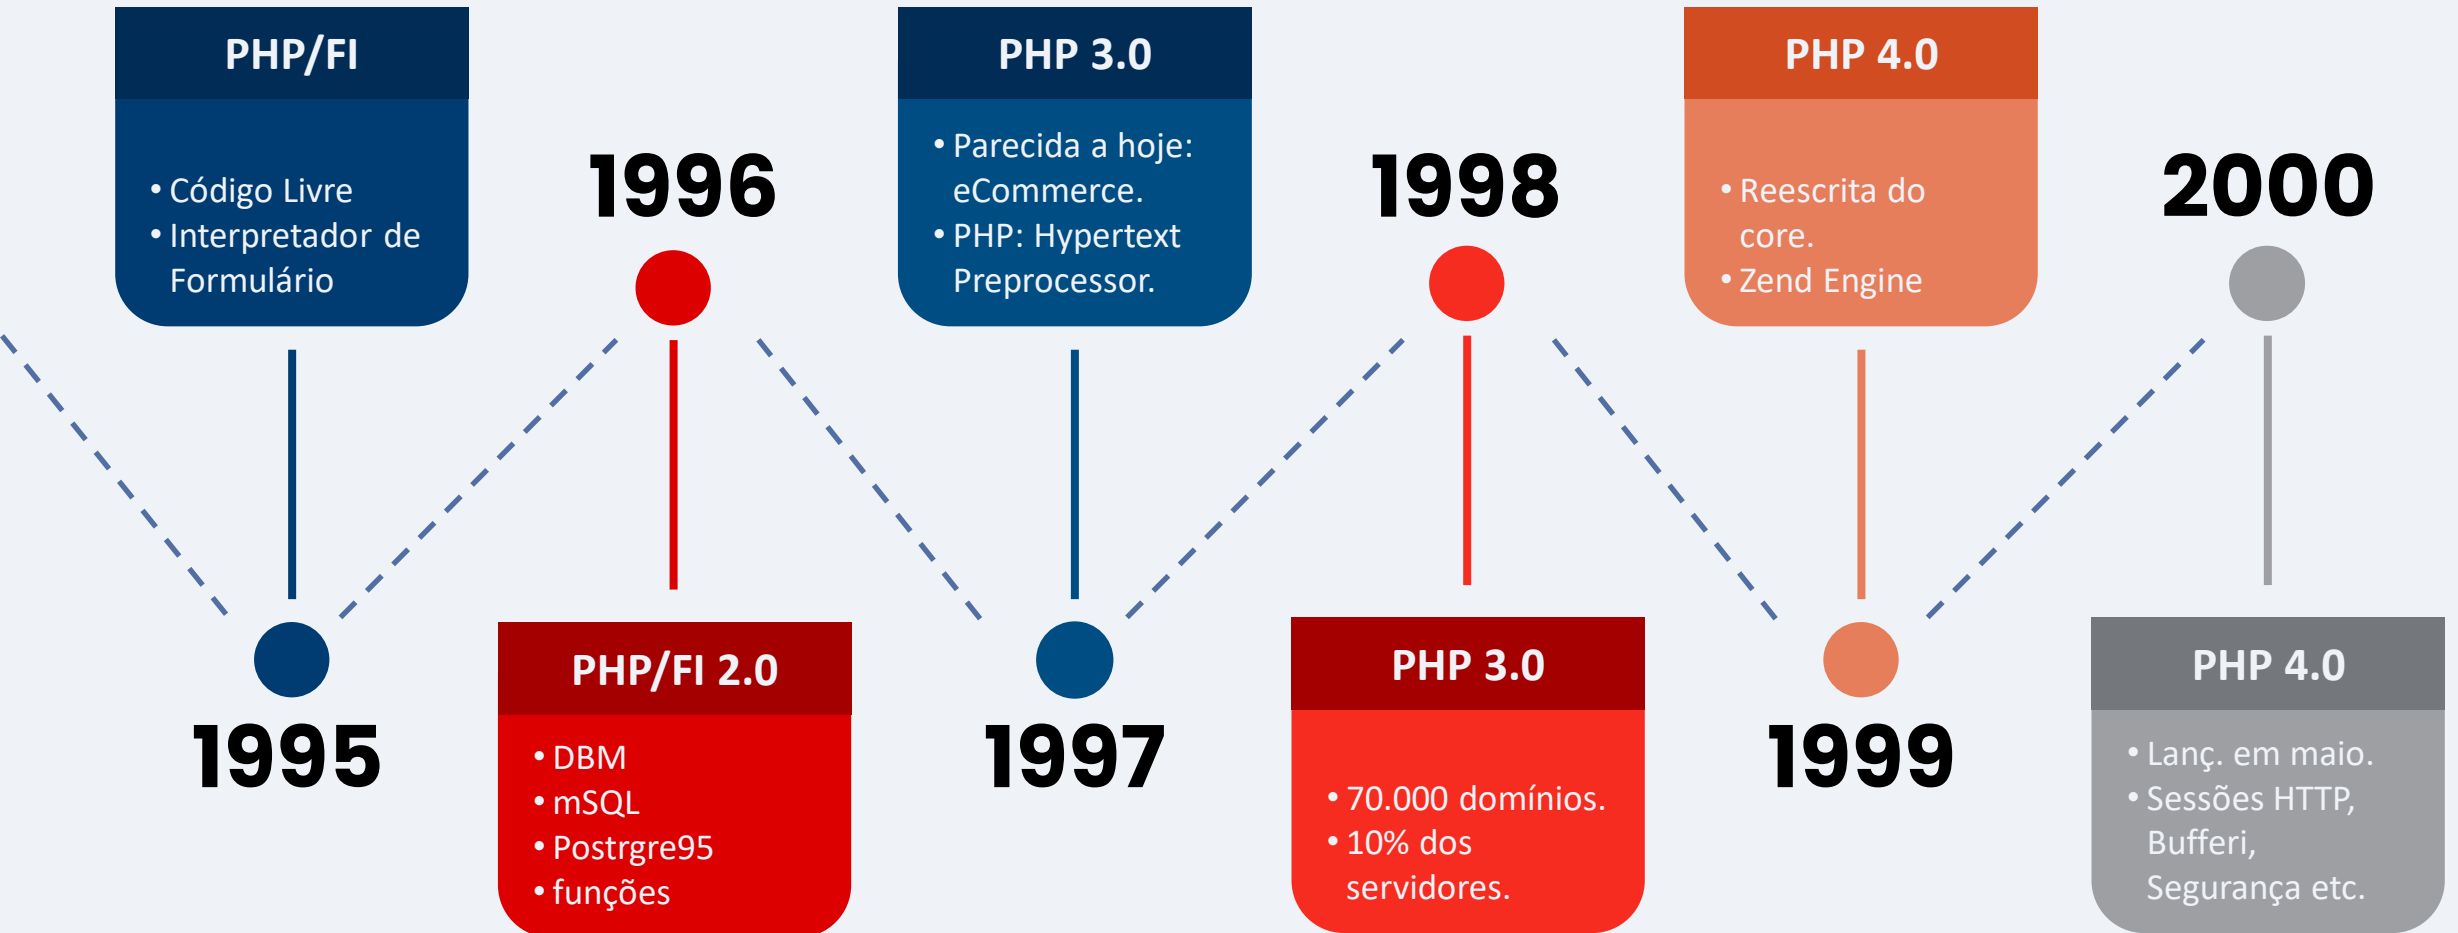 PHP/FI
• Código Livre
• Interpretador de
Formulário
1995
1996
PHP/FI 2.0
• DBM
• mSQL
• Postrgre95
• funções
PHP 3.0
• Parecida a hoje:
eCommerce.
• PHP: Hypertext
Preprocessor.
1997
1998
PHP 3.0
• 70.000 domínios.
• 10% dos
servidores.
PHP 4.0
• Reescrita do
core.
• Zend Engine
1999
2000
PHP 4.0
• Lanç. em maio.
• Sessões HTTP,
Bufferi,
Segurança etc.